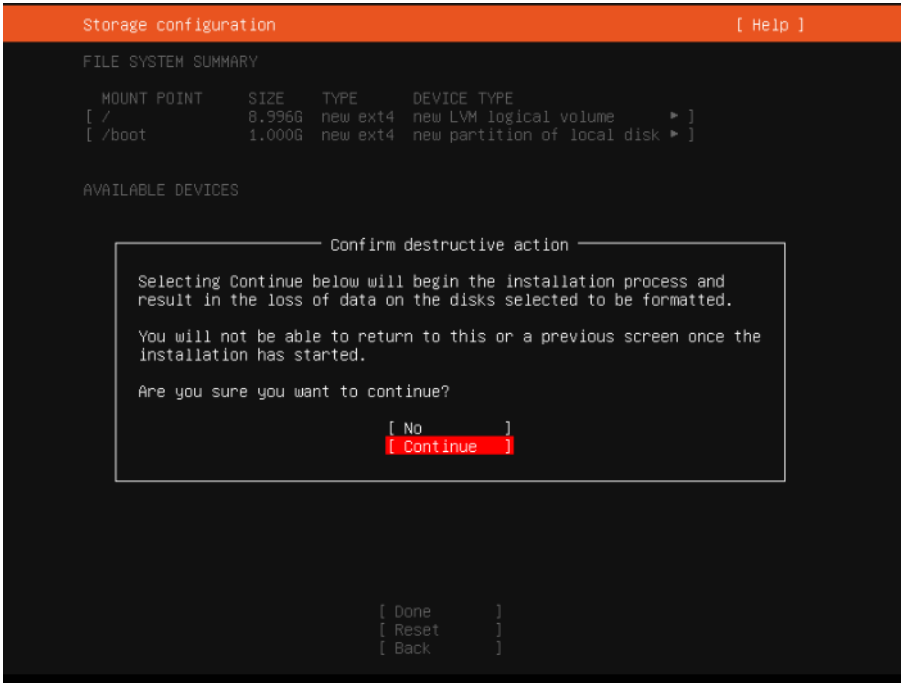 Storage configuration [ Help ]
FILE SYSTEM SUMMARY
MOUNT POINT SIZE TYPE DEVICE TYPE
[ / 8.996G new ext4 new LVM logical volume ▸ ]
[ /boot 1.000G new ext4 new partition of local disk ▸ ]
AVAILABLE DEVICES
Confirm destructive action
Selecting Continue below will begin the installation process and
result in the loss of data on the disks selected to be formatted.
You will not be able to return to this or a previous screen once the
installation has started.
Are you sure you want to continue?
[ No ]
[ Continue ]
[ Done ]
[ Reset ]
[ Back ]